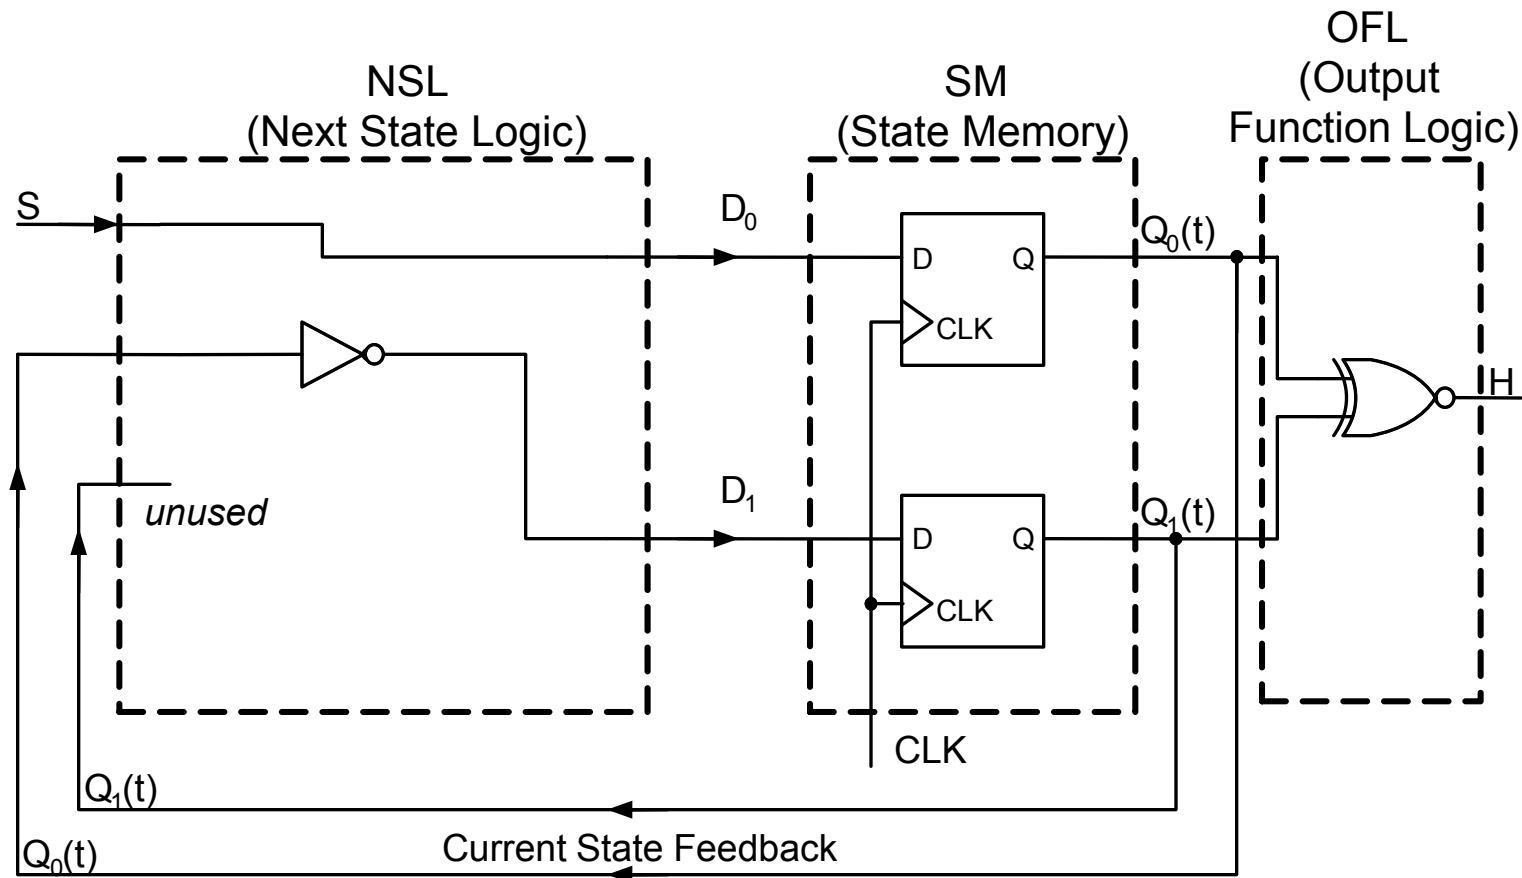 OFL
(Output
Function Logic)
NSL
(Next State Logic)
SM
(State Memory)
S
D₀
D Q
CLK
Q₀(t)
H
unused
D₁
D Q
CLK
Q₁(t)
CLK
Q₁(t)
Current State Feedback
Q₀(t)